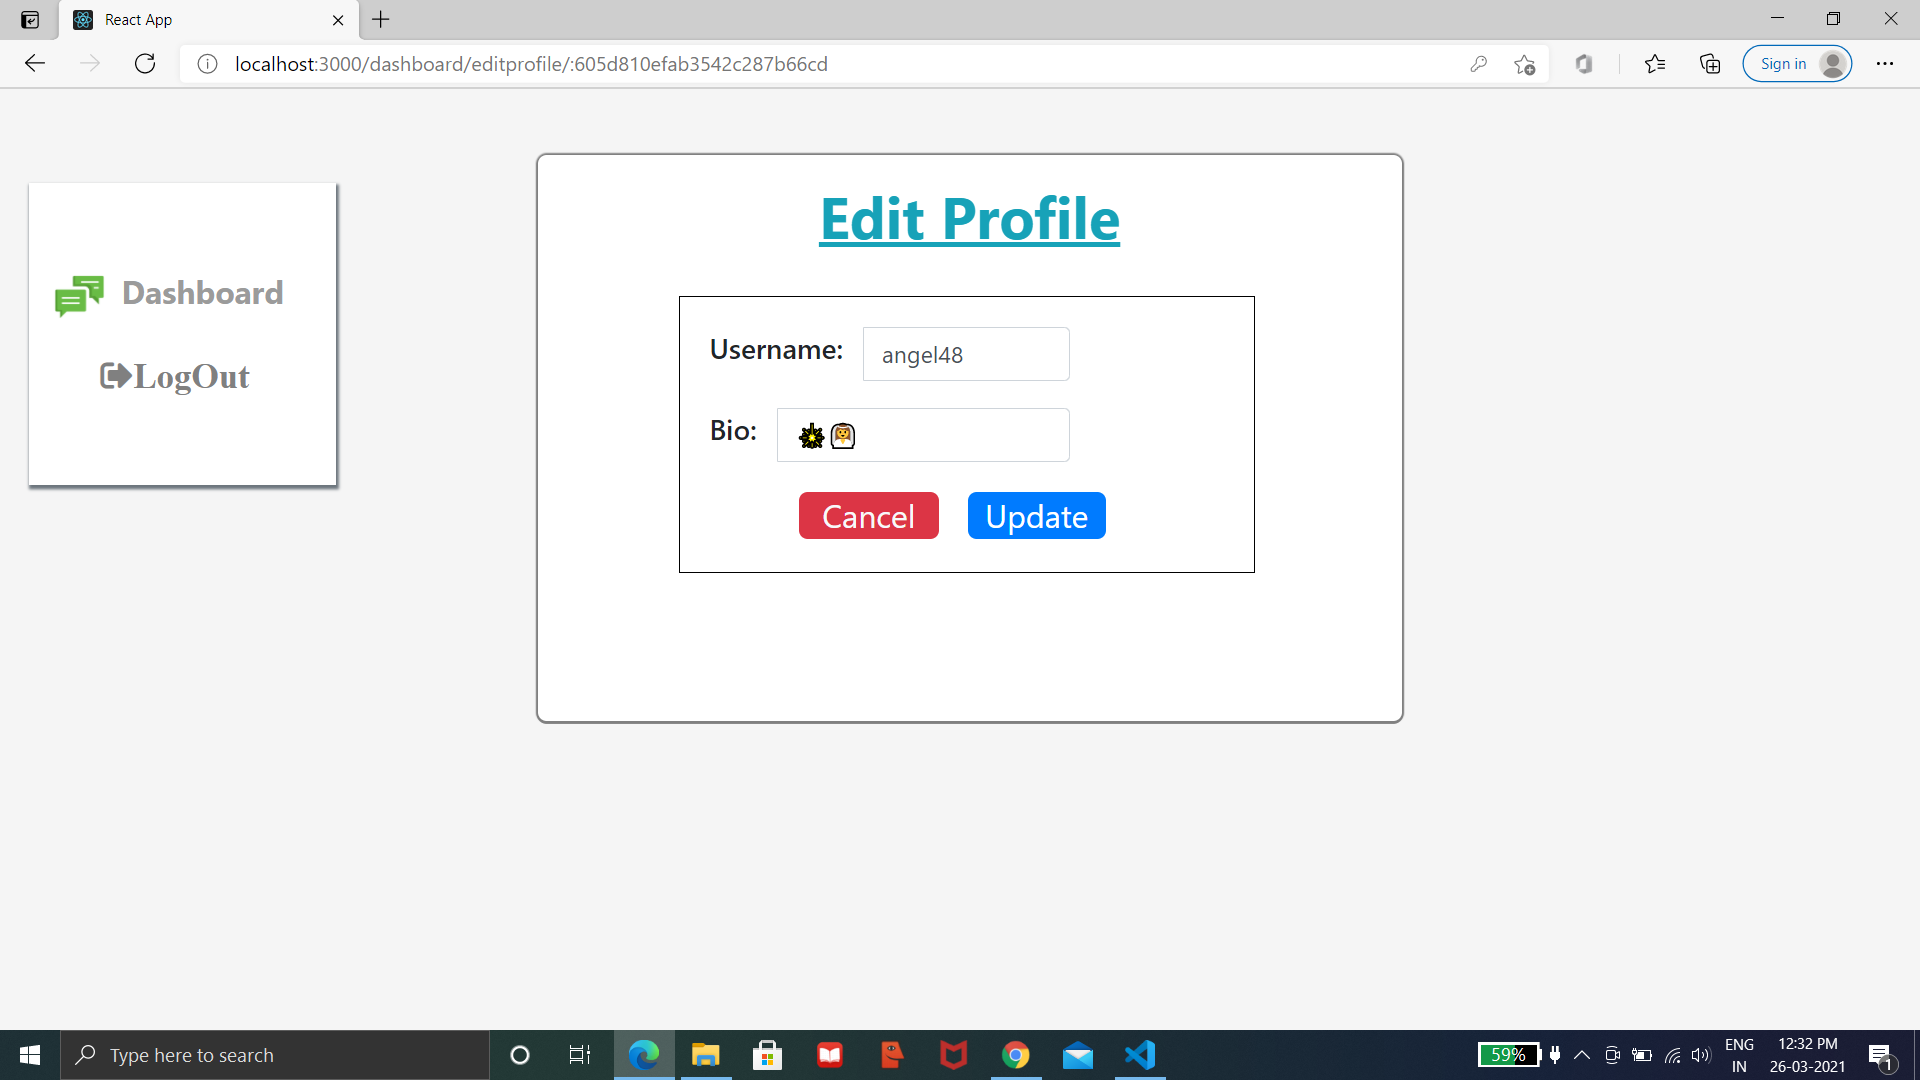 React App
localhost:3000/dashboard/editprofile/:605d810efab3542c287b66cd
Sign in
Edit Profile
Dashboard
LogOut
Username: angel48
Bio:
Cancel Update
Type here to search
59%
ENG
IN
12:32 PM
26-03-2021
1